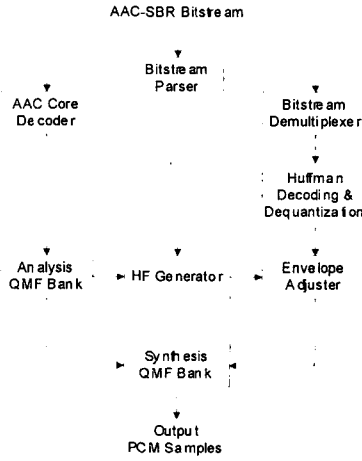 AAC-SBR Bitstream
Bitstream
Parser
AAC Core
Decoder
Bitstream
Demultiplexer
Huffman
Decoding &
Dequantization
Analysis
QMF Bank
HF Generator
Envelope
Adjuster
Synthesis
QMF Bank
Output
PCM Samples